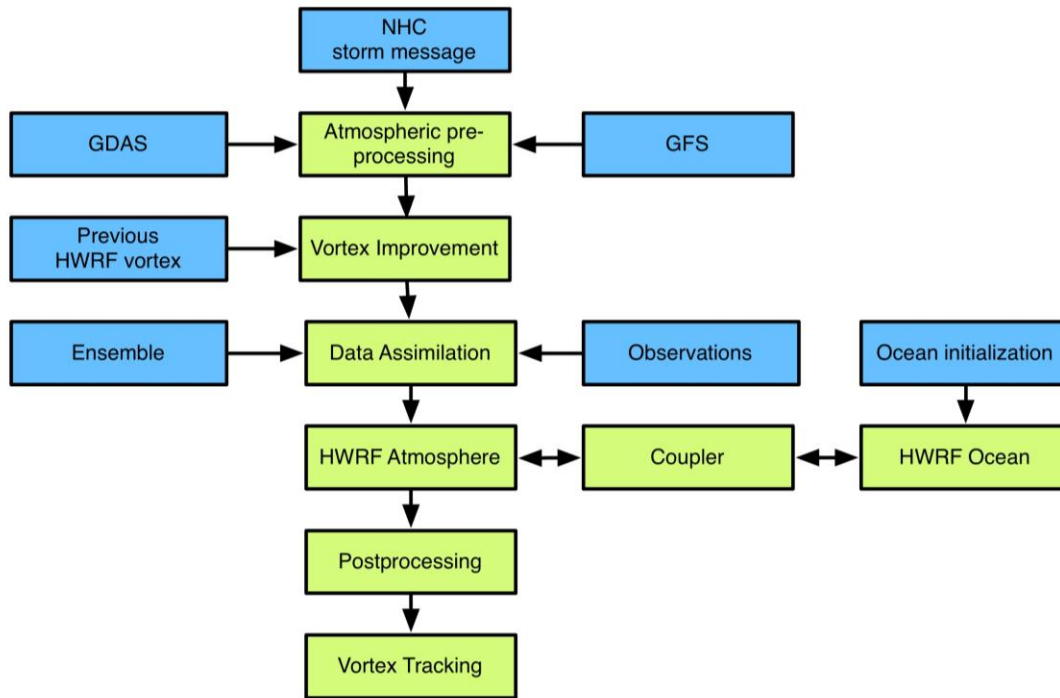 NHC
storm message
GDAS
Atmospheric pre-
processing
GFS
Previous
HWRF vortex
Vortex Improvement
Ensemble
Data Assimilation
Observations
Ocean initialization
HWRF Atmosphere
Coupler
HWRF Ocean
Postprocessing
Vortex Tracking